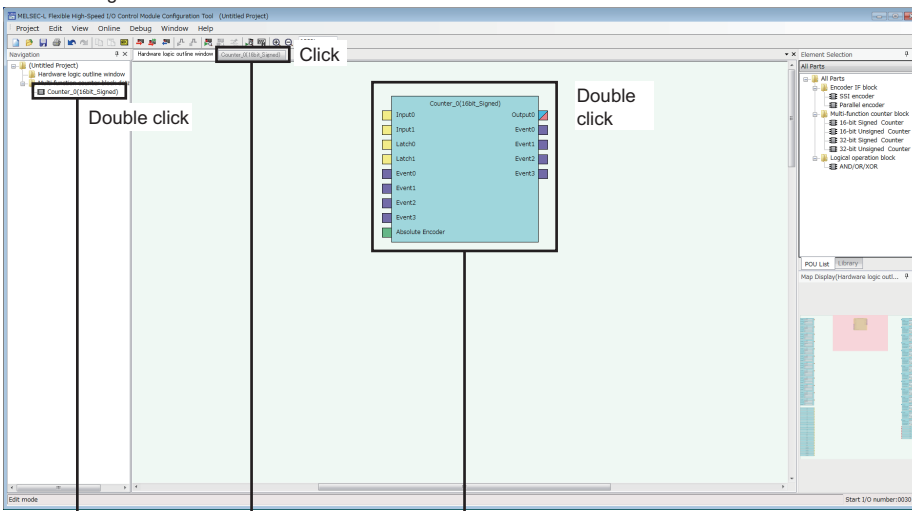 MELSEC-L Flexible High-Speed I/O Control Module Configuration Tool (Untitled Project)
Project Edit View Online Debug Window Help
Navigation
Hardware logic outline window
Counter_0(16bit_Signed)
Click
Element Selection
(Untitled Project)
Hardware logic outline window
Multi-function counter block data
Counter_0(16bit_Signed)
Double click
Counter_0(16bit_Signed)
Input0 Output0
Input1 Event0
Latch0 Event1
Latch1 Event2
Event0 Event3
Event1
Event2
Event3
Absolute Encoder
Double
click
All Parts
All Parts
Encoder IF block
SSI encoder
Parallel encoder
Multi-function counter block
16-bit Signed Counter
16-bit Unsigned Counter
32-bit Signed Counter
32-bit Unsigned Counter
Logical operation block
AND/OR/XOR
POU List Library
Map Display(Hardware logic outl...
Edit mode
Start I/O number:0030